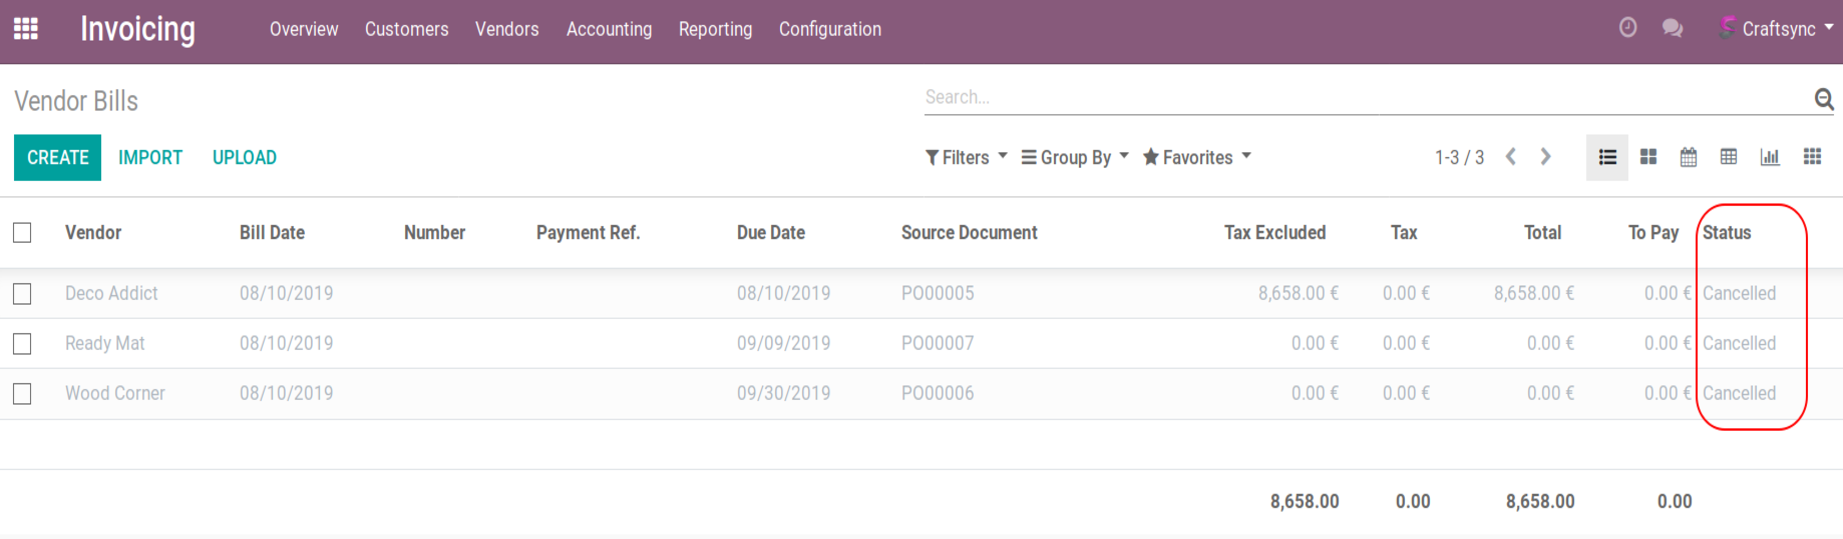 Invoicing Overview Customers Vendors Accounting Reporting Configuration Craftsync
Vendor Bills Search...
CREATE IMPORT UPLOAD Filters Group By Favorites 1-3 / 3
Vendor Bill Date Number Payment Ref. Due Date Source Document Tax Excluded Tax Total To Pay Status
Deco Addict 08/10/2019 08/10/2019 PO00005 8,658.00 € 0.00 € 8,658.00 € 0.00 € Cancelled
Ready Mat 08/10/2019 09/09/2019 PO00007 0.00 € 0.00 € 0.00 € 0.00 € Cancelled
Wood Corner 08/10/2019 09/30/2019 PO00006 0.00 € 0.00 € 0.00 € 0.00 € Cancelled
8,658.00 0.00 8,658.00 0.00